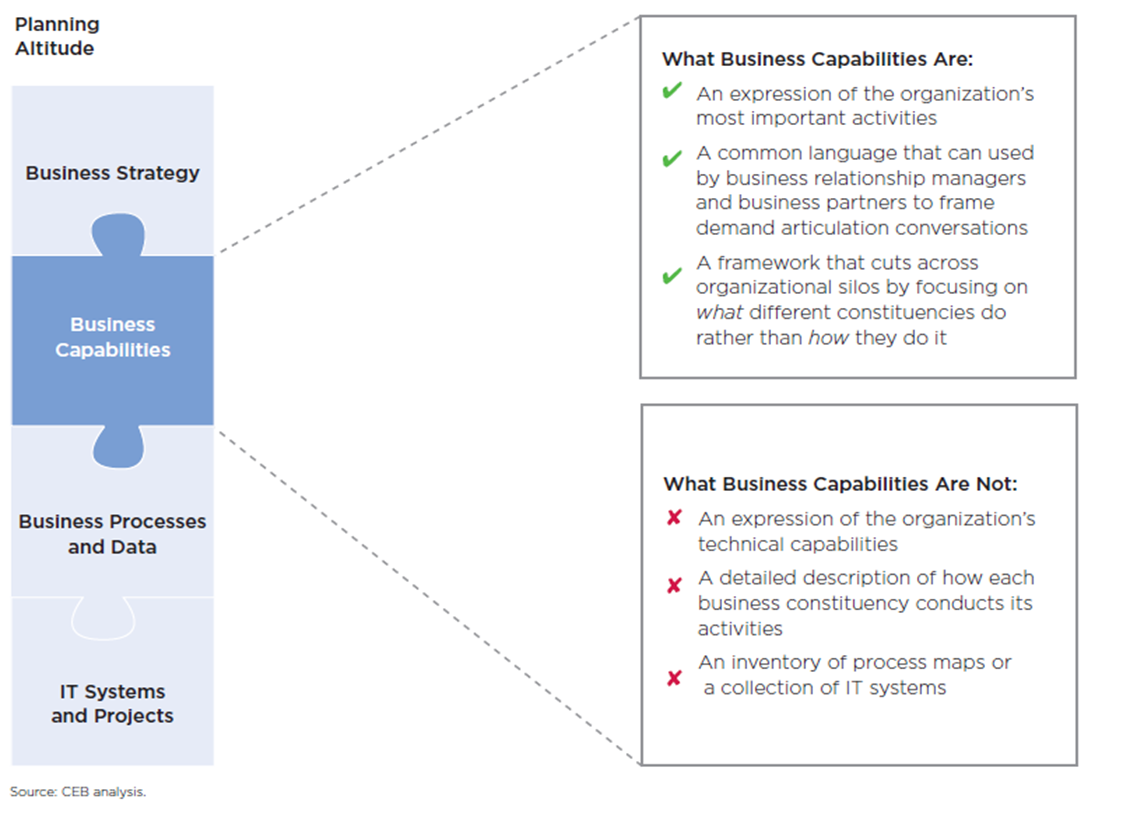 Planning
Altitude
Business Strategy
Business
Capabilities
Business Processes
and Data
IT Systems
and Projects
What Business Capabilities Are:
✔ An expression of the organization’s
most important activities
✔ A common language that can used
by business relationship managers
and business partners to frame
demand articulation conversations
✔ A framework that cuts across
organizational silos by focusing on
what different constituencies do
rather than how they do it
What Business Capabilities Are Not:
✘ An expression of the organization’s
technical capabilities
✘ A detailed description of how each
business constituency conducts its
activities
✘ An inventory of process maps or
a collection of IT systems
Source: CEB analysis.